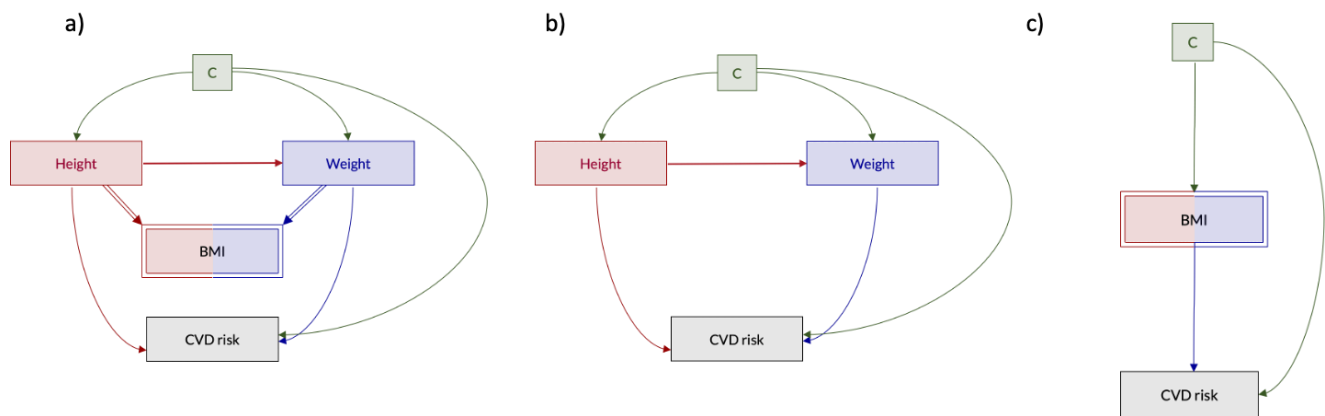 a)
C
Height
Weight
BMI
CVD risk
b)
C
Height
Weight
CVD risk
c)
C
BMI
CVD risk